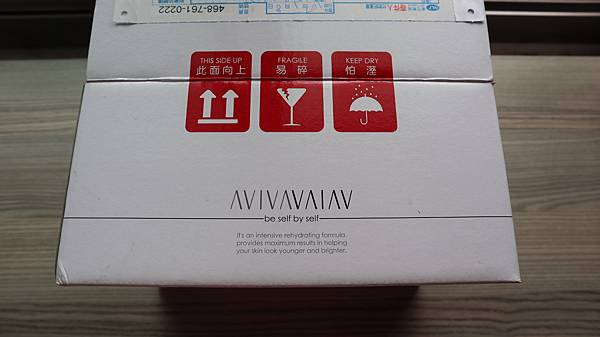 468-761-0222
THIS SIDE UP
此面向上
FRAGILE
易碎
KEEP DRY
怕溼
AVIVAVAIAV
be self by self
It's an intensive rehydrating formula.
provides maximum results in helping
your skin look younger and brighter.